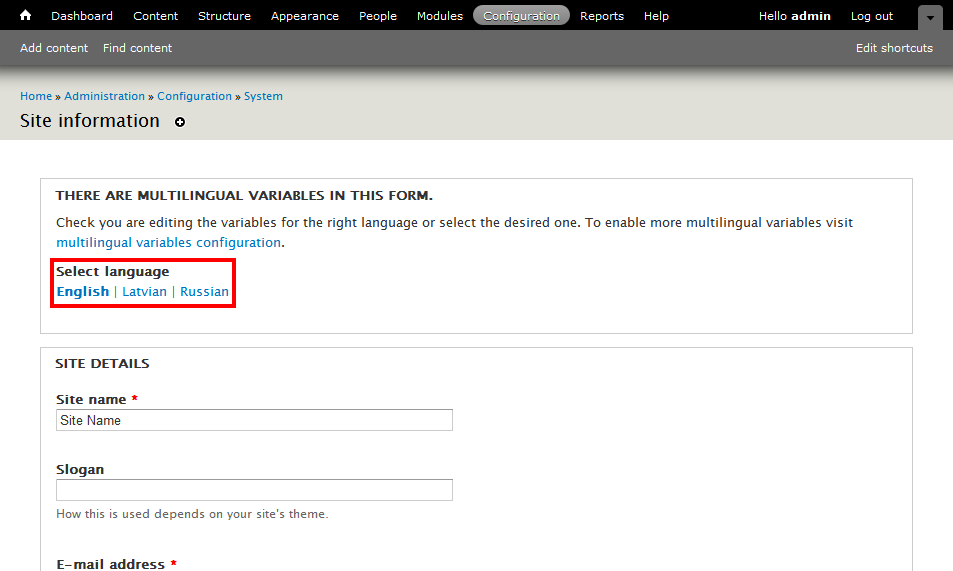 Dashboard Content Structure Appearance People Modules Configuration Reports Help Hello admin Log out
Add content Find content Edit shortcuts
Home » Administration » Configuration » System
Site information
THERE ARE MULTILINGUAL VARIABLES IN THIS FORM.
Check you are editing the variables for the right language or select the desired one. To enable more multilingual variables visit
multilingual variables configuration.
Select language
English | Latvian | Russian
SITE DETAILS
Site name *
Site Name
Slogan
How this is used depends on your site's theme.
E-mail address *